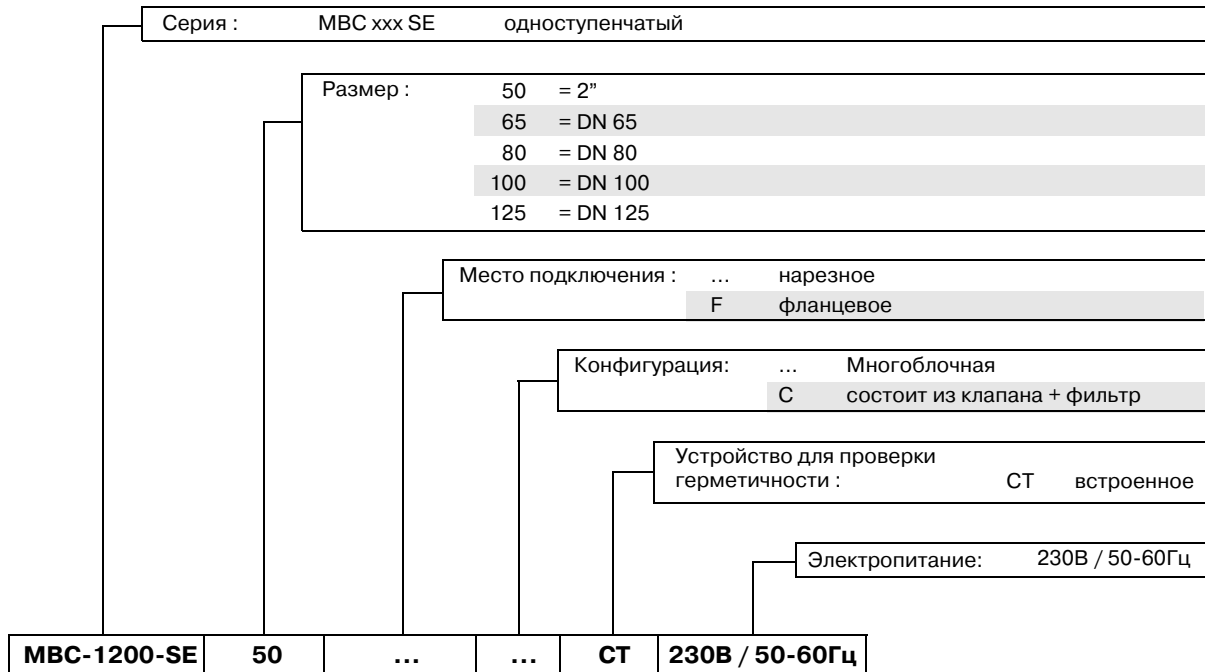 Серия : MBC xxx SE одноступенчатый
Размер : 50 = 2”
65 = DN 65
80 = DN 80
100 = DN 100
125 = DN 125
Место подключения : ... нарезное
F фланцевое
Конфигурация: ... Многоблочная
C состоит из клапана + фильтр
Устройство для проверки
герметичности : CT встроенное
Электропитание: 230В / 50-60Гц
MBC-1200-SE 50 ... ... CT 230В / 50-60Гц